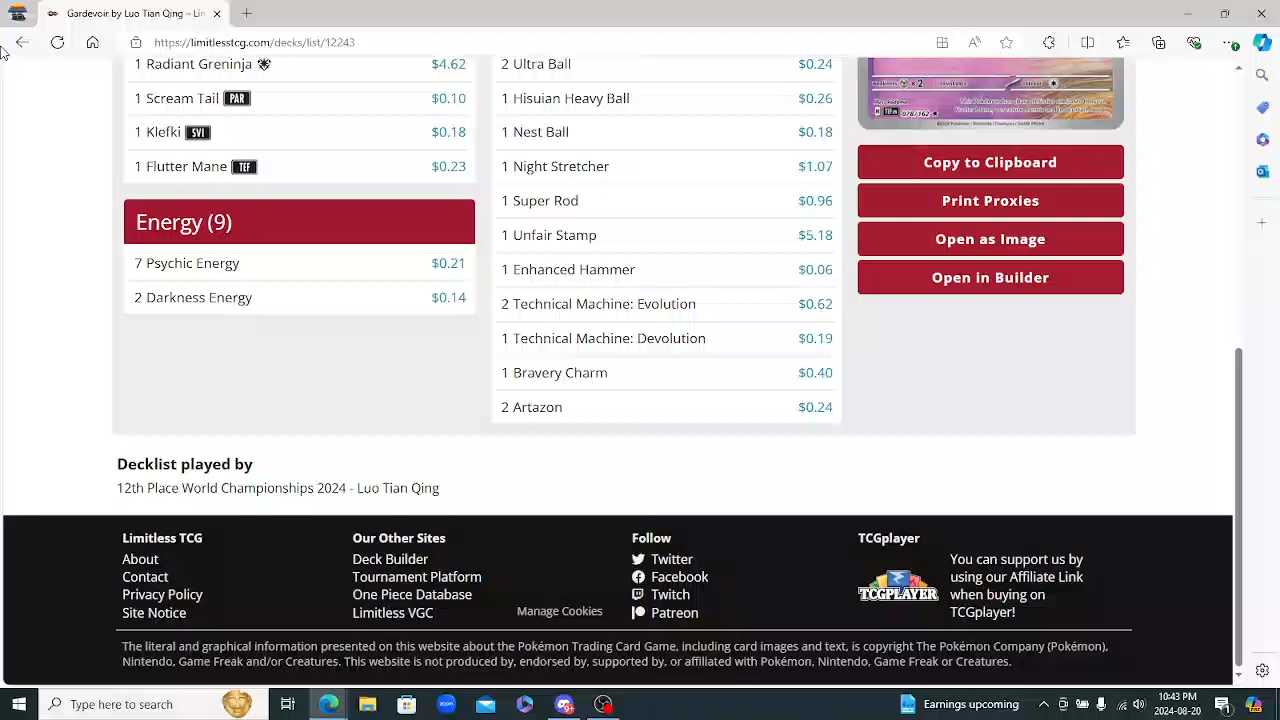 Gardevoir by Luo Tian Qing –
https://limitlesstcg.com/decks/list/12243
1 Radiant Greninja $4.62
1 Scream Tail PAR $0.10
1 Klefki SVI $0.18
1 Flutter Mane TEF $0.23
Energy (9)
7 Psychic Energy $0.21
2 Darkness Energy $0.14
2 Ultra Ball $0.24
1 Hisuian Heavy Ball $0.26
1 Nest Ball $0.18
1 Night Stretcher $1.07
1 Super Rod $0.96
1 Unfair Stamp $5.18
1 Enhanced Hammer $0.06
2 Technical Machine: Evolution $0.62
1 Technical Machine: Devolution $0.19
1 Bravery Charm $0.40
2 Artazon $0.24
weakness x2 resistance retreat
078/162
Copy to Clipboard
Print Proxies
Open as Image
Open in Builder
Decklist played by
12th Place World Championships 2024 - Luo Tian Qing
Limitless TCG
About
Contact
Privacy Policy
Site Notice
Our Other Sites
Deck Builder
Tournament Platform
One Piece Database
Limitless VGC
Manage Cookies
Follow
Twitter
Facebook
Twitch
Patreon
TCGplayer
TCGPLAYER
You can support us by
using our Affiliate Link
when buying on
TCGplayer!
The literal and graphical information presented on this website about the Pokémon Trading Card Game, including card images and text, is copyright The Pokémon Company (Pokémon),
Nintendo, Game Freak and/or Creatures. This website is not produced by, endorsed by, supported by, or affiliated with Pokémon, Nintendo, Game Freak or Creatures.
Type here to search
zoom
Earnings upcoming
10:43 PM
2024-08-20